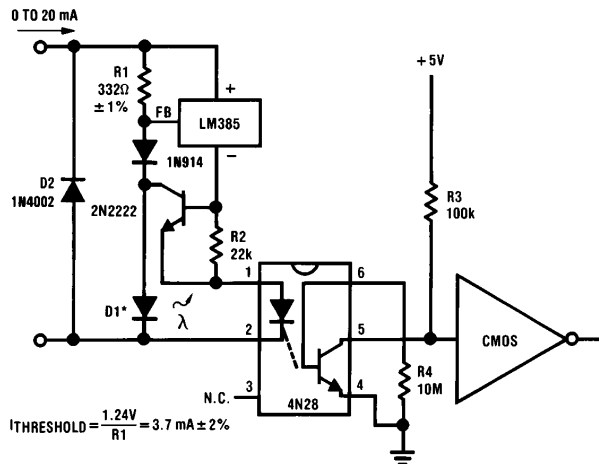 0 TO 20 mA
R1
332Ω
±1%
FB
+
LM385
−
1N914
D2
1N4002
2N2222
R2
22k
D1*
λ
+5V
R3
100k
1
6
2
5
3
4
N.C.
4N28
CMOS
R4
10M
ITHRESHOLD = 1.24V / R1 = 3.7 mA ± 2%